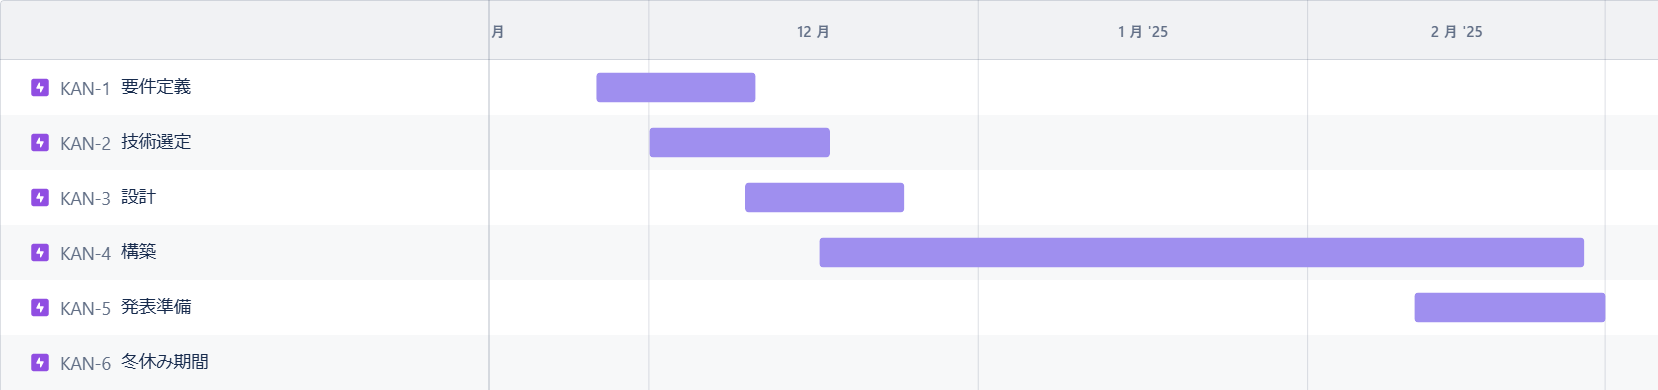 月 12 月 1 月 '25 2 月 '25
KAN-1 要件定義
KAN-2 技術選定
KAN-3 設計
KAN-4 構築
KAN-5 発表準備
KAN-6 冬休み期間